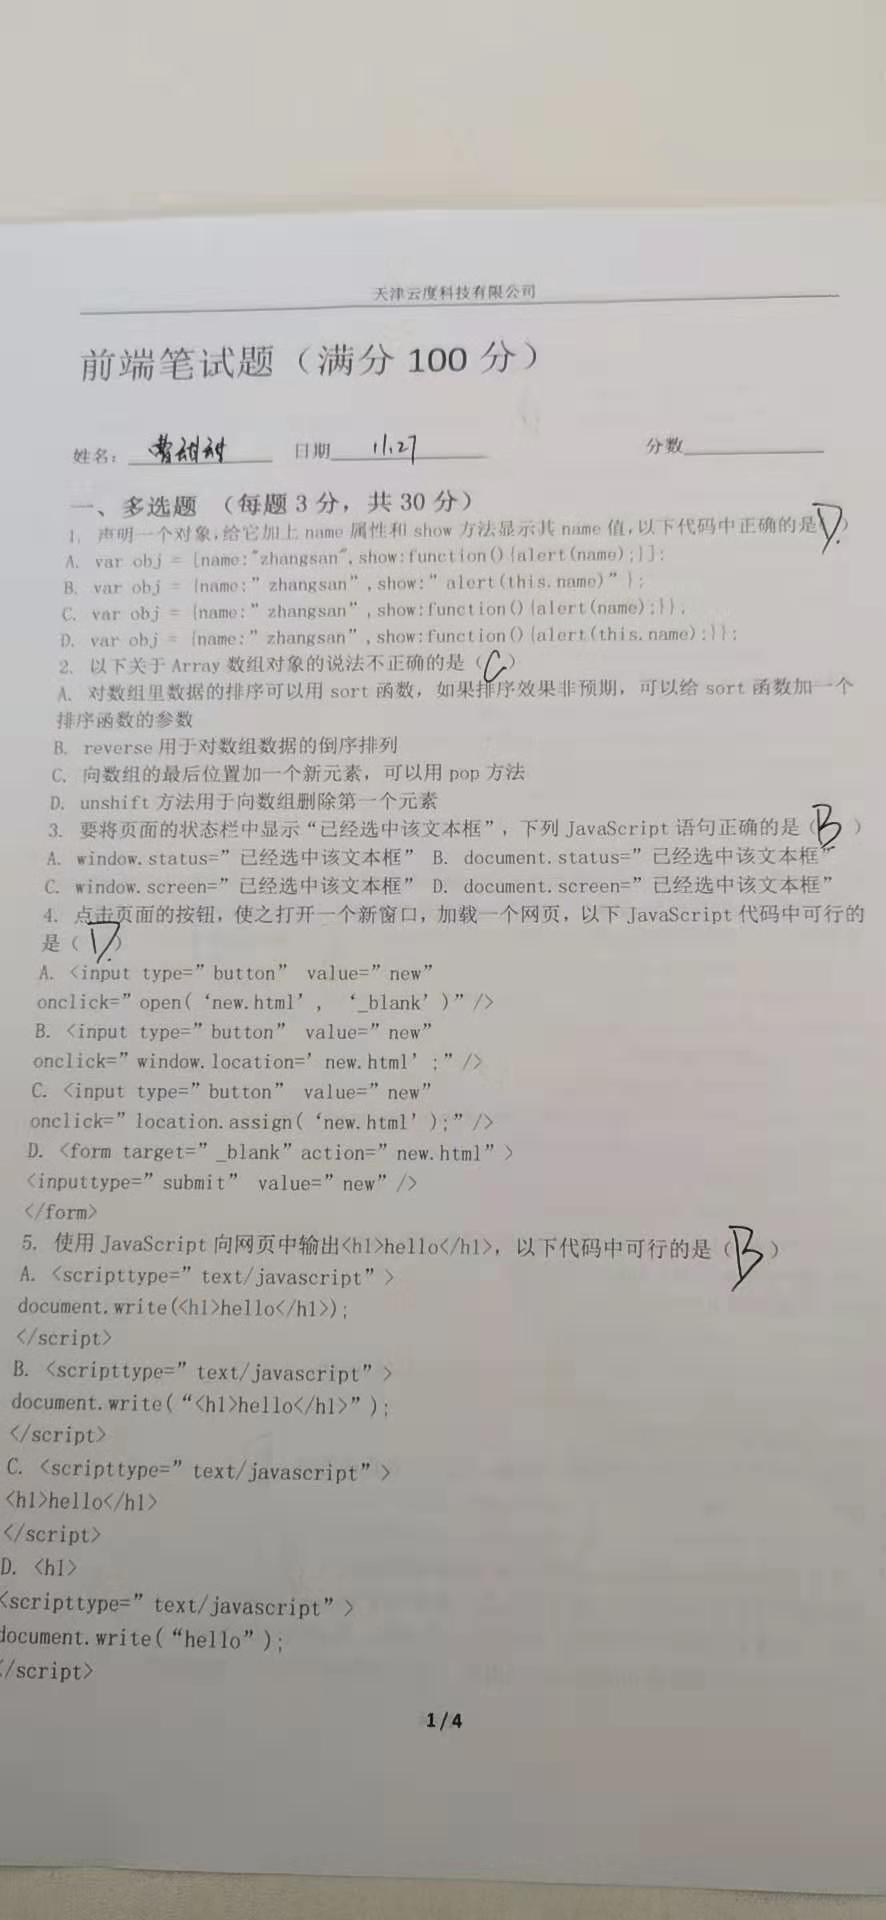 天津云度科技有限公司
前端笔试题（满分 100 分）
姓名： 曹甜甜 日期 11.27 分数
一、多选题 （每题 3 分，共 30 分）
1. 声明一个对象,给它加上 name 属性和 show 方法显示其 name 值,以下代码中正确的是（D.）
A. var obj = [name:"zhangsan",show:function(){alert(name);}];
B. var obj = {name:” zhangsan” ,show:” alert(this.name)” };
C. var obj = {name:” zhangsan” ,show:function(){alert(name);}}.
D. var obj = {name:” zhangsan” ,show:function(){alert(this.name);}};
2. 以下关于 Array 数组对象的说法不正确的是（C）
A. 对数组里数据的排序可以用 sort 函数，如果排序效果非预期，可以给 sort 函数加一个
排序函数的参数
B. reverse 用于对数组数据的倒序排列
C. 向数组的最后位置加一个新元素，可以用 pop 方法
D. unshift 方法用于向数组删除第一个元素
3. 要将页面的状态栏中显示“已经选中该文本框”，下列 JavaScript 语句正确的是（B）
A. window.status=” 已经选中该文本框” B. document.status=” 已经选中该文本框”
C. window.screen=” 已经选中该文本框” D. document.screen=” 已经选中该文本框”
4. 点击页面的按钮，使之打开一个新窗口，加载一个网页，以下 JavaScript 代码中可行的
是（D.）
A. <input type=” button” value=” new”
onclick=” open( ‘new.html’ , ‘_blank’ )” />
B. <input type=” button” value=” new”
onclick=” window.location=’ new.html’ ;” />
C. <input type=” button” value=” new”
onclick=” location.assign( ‘new.html’ );” />
D. <form target=” _blank” action=” new.html” >
<inputtype=” submit” value=” new” />
</form>
5. 使用 JavaScript 向网页中输出<h1>hello</h1>，以下代码中可行的是（B）
A. <scripttype=” text/javascript” >
document.write(<h1>hello</h1>);
</script>
B. <scripttype=” text/javascript” >
document.write( “<h1>hello</h1>” );
</script>
C. <scripttype=” text/javascript” >
<h1>hello</h1>
</script>
D. <h1>
<scripttype=” text/javascript” >
document.write( “hello” );
</script>
1 / 4